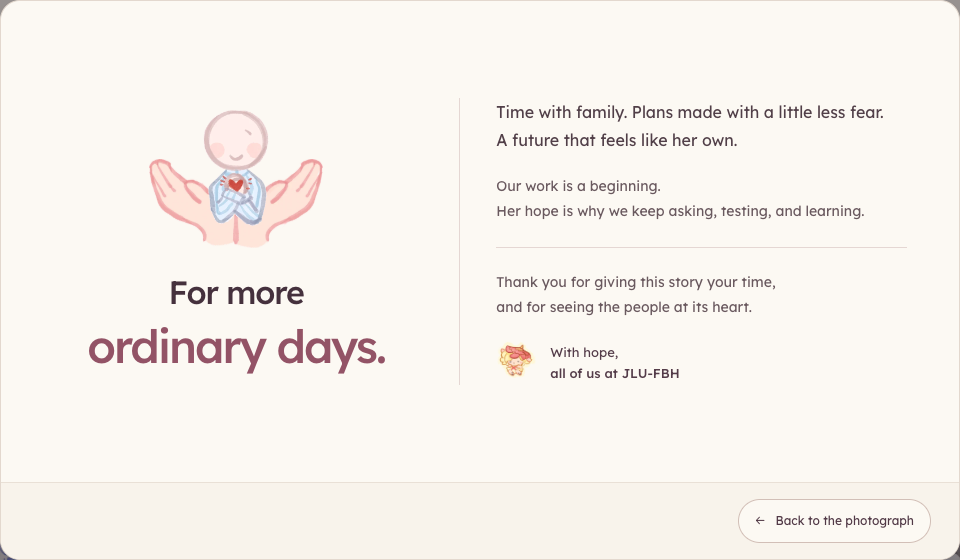 For more
ordinary days.
Time with family. Plans made with a little less fear.
A future that feels like her own.
Our work is a beginning.
Her hope is why we keep asking, testing, and learning.
Thank you for giving this story your time,
and for seeing the people at its heart.
With hope,
all of us at JLU-FBH
← Back to the photograph